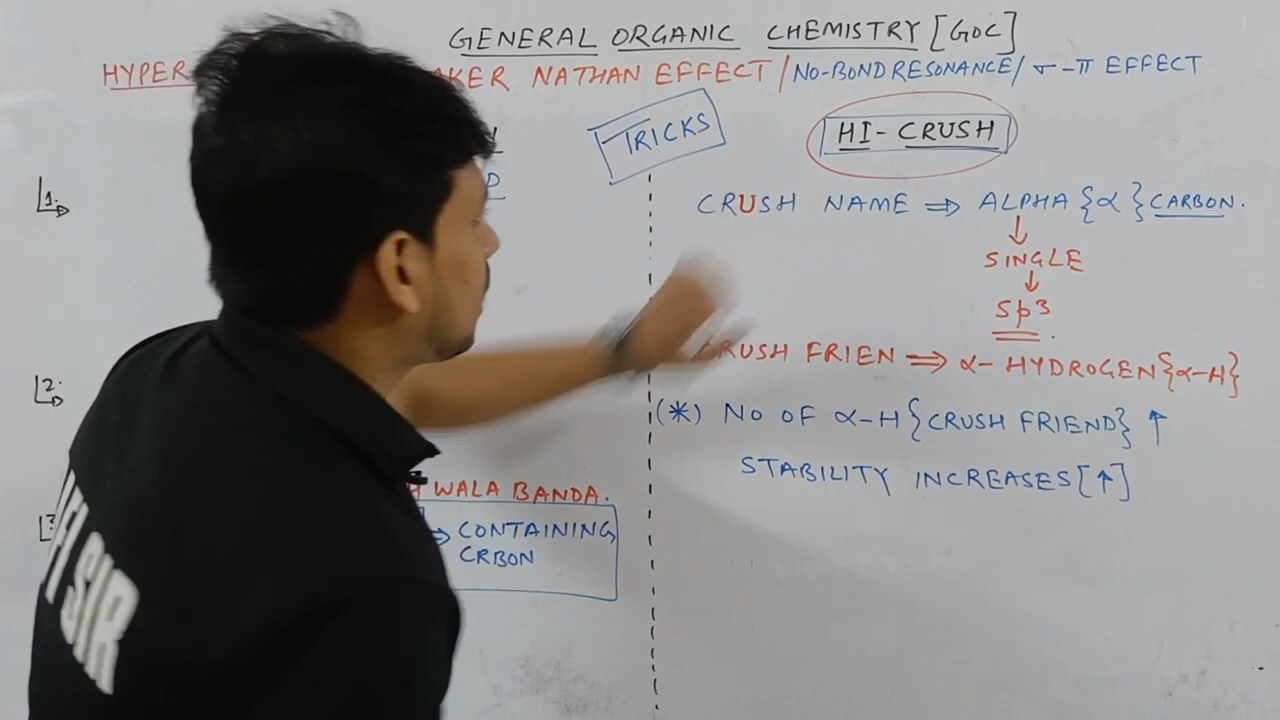 GENERAL ORGANIC CHEMISTRY [GOC]
HYPER AKER NATHAN EFFECT / NO-BOND RESONANCE / σ-π EFFECT
TRICKS
HI-CRUSH
1.
CRUSH NAME ⇒ ALPHA {α} CARBON.
↓
SINGLE
↓
Sp3.
CRUSH FRIEN ⇒ α-HYDROGEN {α-H}
2.
(*) NO OF α-H {CRUSH FRIEND} ↑
STABILITY INCREASES [↑]
WALA BANDA.
3
⇒ CONTAINING
CRBON
SIR